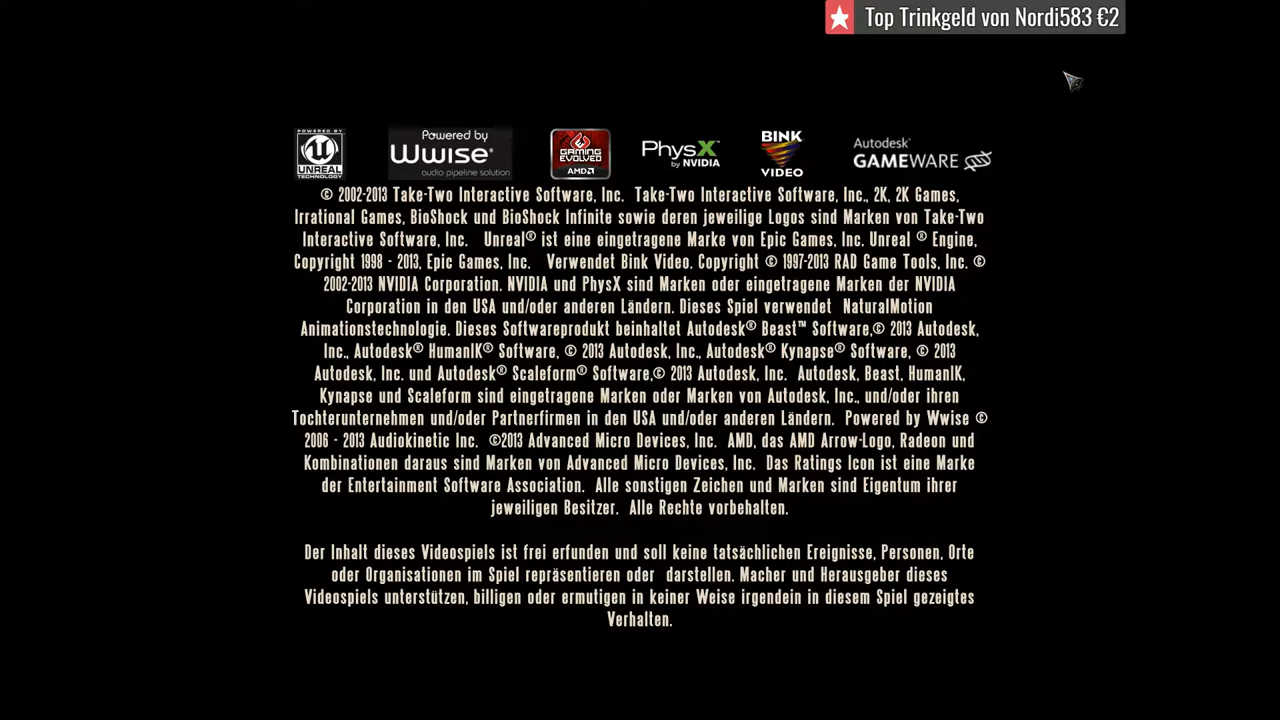 Top Trinkgeld von Nordi583 €2
POWERED BY
UNREAL
TECHNOLOGY
Powered by
Wwise®
audio pipeline solution
GAMING
EVOLVED
AMD
PhysX
by NVIDIA
BINK
VIDEO
Autodesk®
GAMEWARE
© 2002-2013 Take-Two Interactive Software, Inc. Take-Two Interactive Software, Inc., 2K, 2K Games,
Irrational Games, BioShock und BioShock Infinite sowie deren jeweilige Logos sind Marken von Take-Two
Interactive Software, Inc. Unreal® ist eine eingetragene Marke von Epic Games, Inc. Unreal ® Engine,
Copyright 1998 - 2013, Epic Games, Inc. Verwendet Bink Video. Copyright © 1997-2013 RAD Game Tools, Inc. ©
2002-2013 NVIDIA Corporation. NVIDIA und PhysX sind Marken oder eingetragene Marken der NVIDIA
Corporation in den USA und/oder anderen Ländern. Dieses Spiel verwendet NaturalMotion
Animationstechnologie. Dieses Softwareprodukt beinhaltet Autodesk® Beast™ Software,© 2013 Autodesk,
Inc., Autodesk® HumanIK® Software, © 2013 Autodesk, Inc., Autodesk® Kynapse® Software, © 2013
Autodesk, Inc. und Autodesk® Scaleform® Software,© 2013 Autodesk, Inc. Autodesk, Beast, HumanIK,
Kynapse und Scaleform sind eingetragene Marken oder Marken von Autodesk, Inc., und/oder ihren
Tochterunternehmen und/oder Partnerfirmen in den USA und/oder anderen Ländern. Powered by Wwise ©
2006 - 2013 Audiokinetic Inc. ©2013 Advanced Micro Devices, Inc. AMD, das AMD Arrow-Logo, Radeon und
Kombinationen daraus sind Marken von Advanced Micro Devices, Inc. Das Ratings Icon ist eine Marke
der Entertainment Software Association. Alle sonstigen Zeichen und Marken sind Eigentum ihrer
jeweiligen Besitzer. Alle Rechte vorbehalten.
Der Inhalt dieses Videospiels ist frei erfunden und soll keine tatsächlichen Ereignisse, Personen, Orte
oder Organisationen im Spiel repräsentieren oder darstellen. Macher und Herausgeber dieses
Videospiels unterstützen, billigen oder ermutigen in keiner Weise irgendein in diesem Spiel gezeigtes
Verhalten.